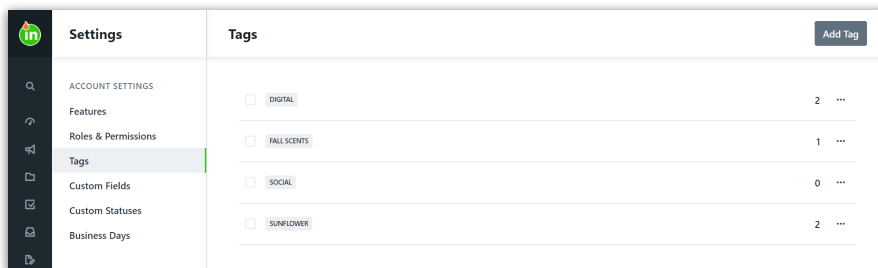 in
Settings
Tags
Add Tag
ACCOUNT SETTINGS
Features
Roles & Permissions
Tags
Custom Fields
Custom Statuses
Business Days
DIGITAL 2 ...
FALL SCENTS 1 ...
SOCIAL 0 ...
SUNFLOWER 2 ...